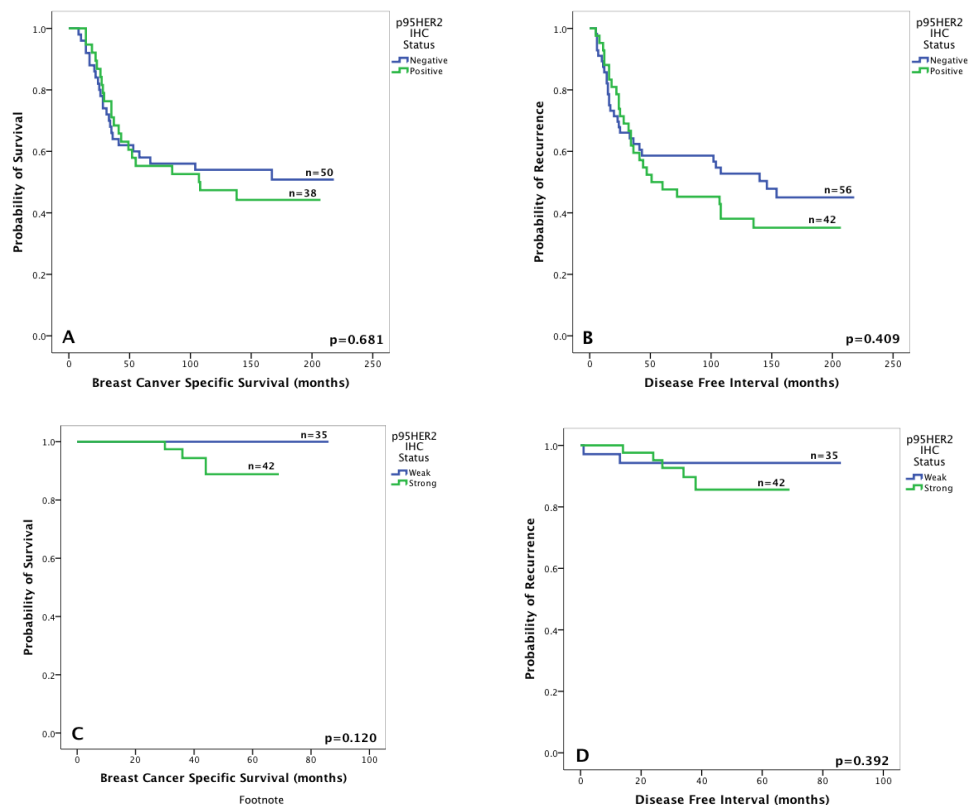 p95HER2
IHC
Status
Negative
Positive
Probability of Survival
1.0
0.8
0.6
0.4
0.2
0.0
n=50
n=38
A
p=0.681
0 50 100 150 200 250
Breast Canver Specific Survival (months)
p95HER2
IHC
Status
Negative
Positive
Probability of Recurrence
1.0
0.8
0.6
0.4
0.2
0.0
n=56
n=42
B
p=0.409
0 50 100 150 200 250
Disease Free Interval (months)
p95HER2
IHC
Status
Weak
Strong
Probability of Survival
1.0
0.8
0.6
0.4
0.2
0.0
n=35
n=42
C
p=0.120
0 20 40 60 80 100
Breast Cancer Specific Survival (months)
Footnote
p95HER2
IHC
Status
Weak
Strong
Probability of Recurrence
1.0
0.8
0.6
0.4
0.2
0.0
n=35
n=42
D
p=0.392
0 20 40 60 80 100
Disease Free Interval (months)